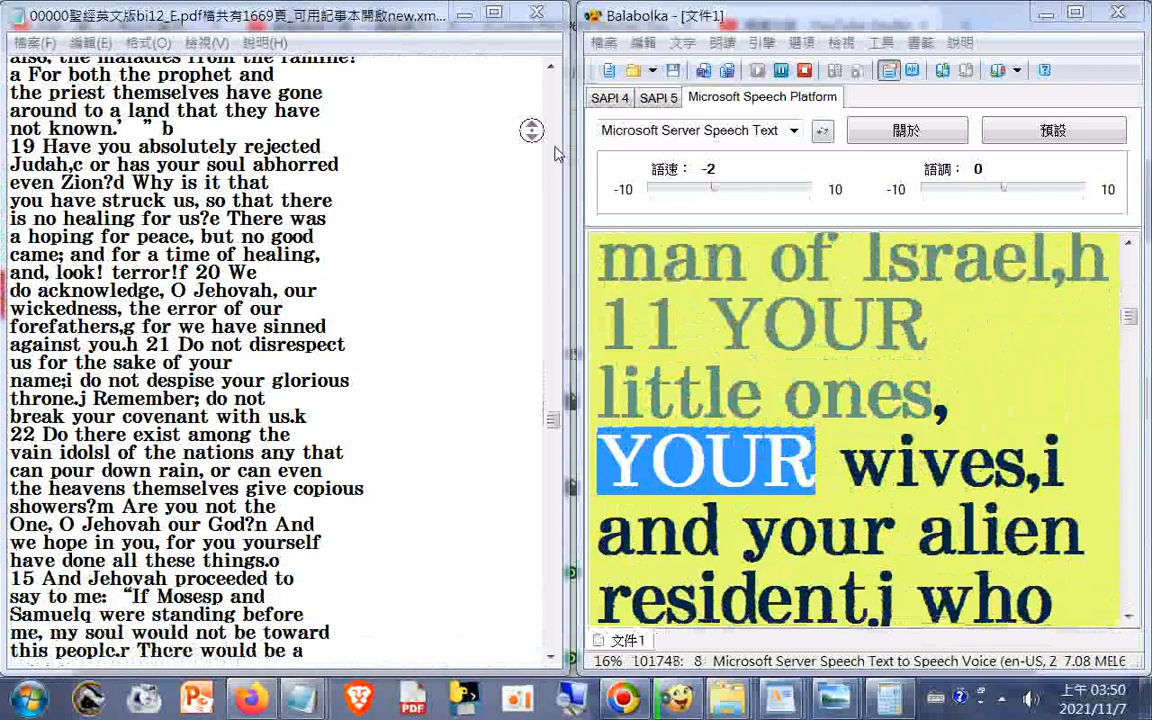 00000聖經英文版bi12_E.pdf檔共有1669頁_可用記事本開啟new.xm...
檔案(F) 編輯(E) 格式(O) 檢視(V) 說明(H)
also, the maladies from the famine!
a For both the prophet and
the priest themselves have gone
around to a land that they have
not known.’ ” b
19 Have you absolutely rejected
Judah,c or has your soul abhorred
even Zion?d Why is it that
you have struck us, so that there
is no healing for us?e There was
a hoping for peace, but no good
came; and for a time of healing,
and, look! terror!f 20 We
do acknowledge, O Jehovah, our
wickedness, the error of our
forefathers,g for we have sinned
against you.h 21 Do not disrespect
us for the sake of your
name;i do not despise your glorious
throne.j Remember; do not
break your covenant with us.k
22 Do there exist among the
vain idolsl of the nations any that
can pour down rain, or can even
the heavens themselves give copious
showers?m Are you not the
One, O Jehovah our God?n And
we hope in you, for you yourself
have done all these things.o
15 And Jehovah proceeded to
say to me: “If Mosesp and
Samuelq were standing before
me, my soul would not be toward
this people.r There would be a
Balabolka - [文件1]
檔案 編輯 文字 朗讀 引擎 選項 檢視 工具 書籤 說明
SAPI 4 SAPI 5 Microsoft Speech Platform
Microsoft Server Speech Text 關於 預設
語速： -2 語調： 0
-10 10 -10 10
man of Israel,h
11 YOUR
little ones,
YOUR wives,i
and your alien
resident,j who
文件1
16% 101748: 8 Microsoft Server Speech Text to Speech Voice (en-US, Z 7.08 МЕL6
上午 03:50
2021/11/7